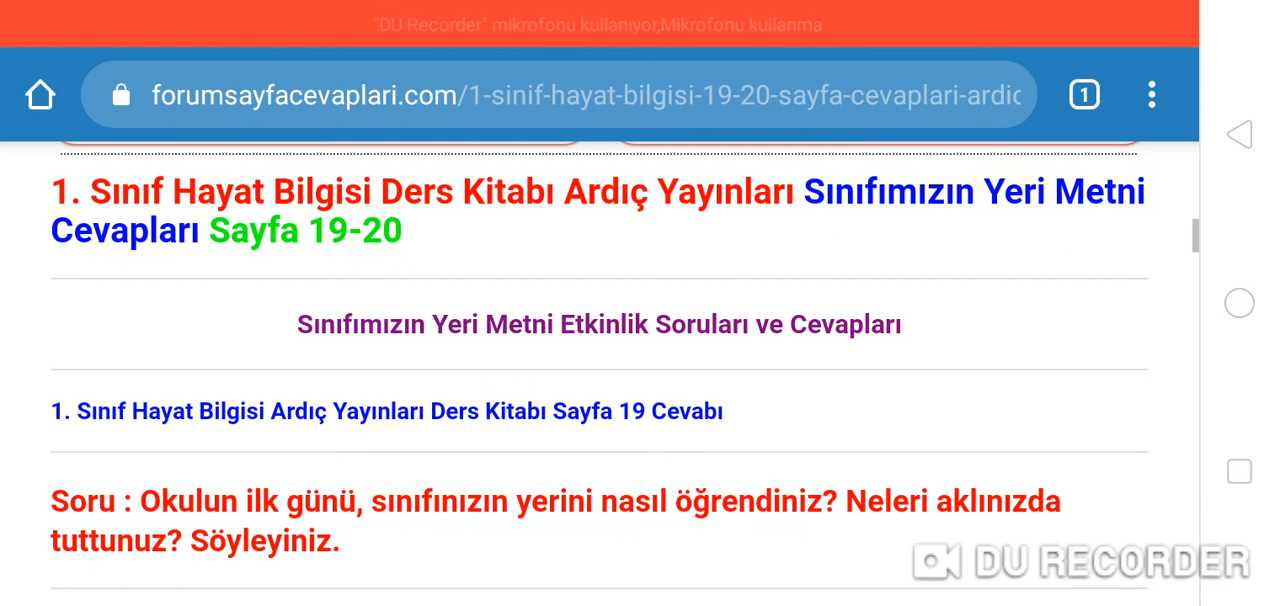 "DU Recorder" mikrofonu kullanıyor,Mikrofonu kullanma
forumsayfacevaplari.com/1-sinif-hayat-bilgisi-19-20-sayfa-cevaplari-ardic
1
1. Sınıf Hayat Bilgisi Ders Kitabı Ardıç Yayınları Sınıfımızın Yeri Metni
Cevapları Sayfa 19-20
Sınıfımızın Yeri Metni Etkinlik Soruları ve Cevapları
1. Sınıf Hayat Bilgisi Ardıç Yayınları Ders Kitabı Sayfa 19 Cevabı
Soru : Okulun ilk günü, sınıfınızın yerini nasıl öğrendiniz? Neleri aklınızda
tuttunuz? Söyleyiniz.
DU RECORDER